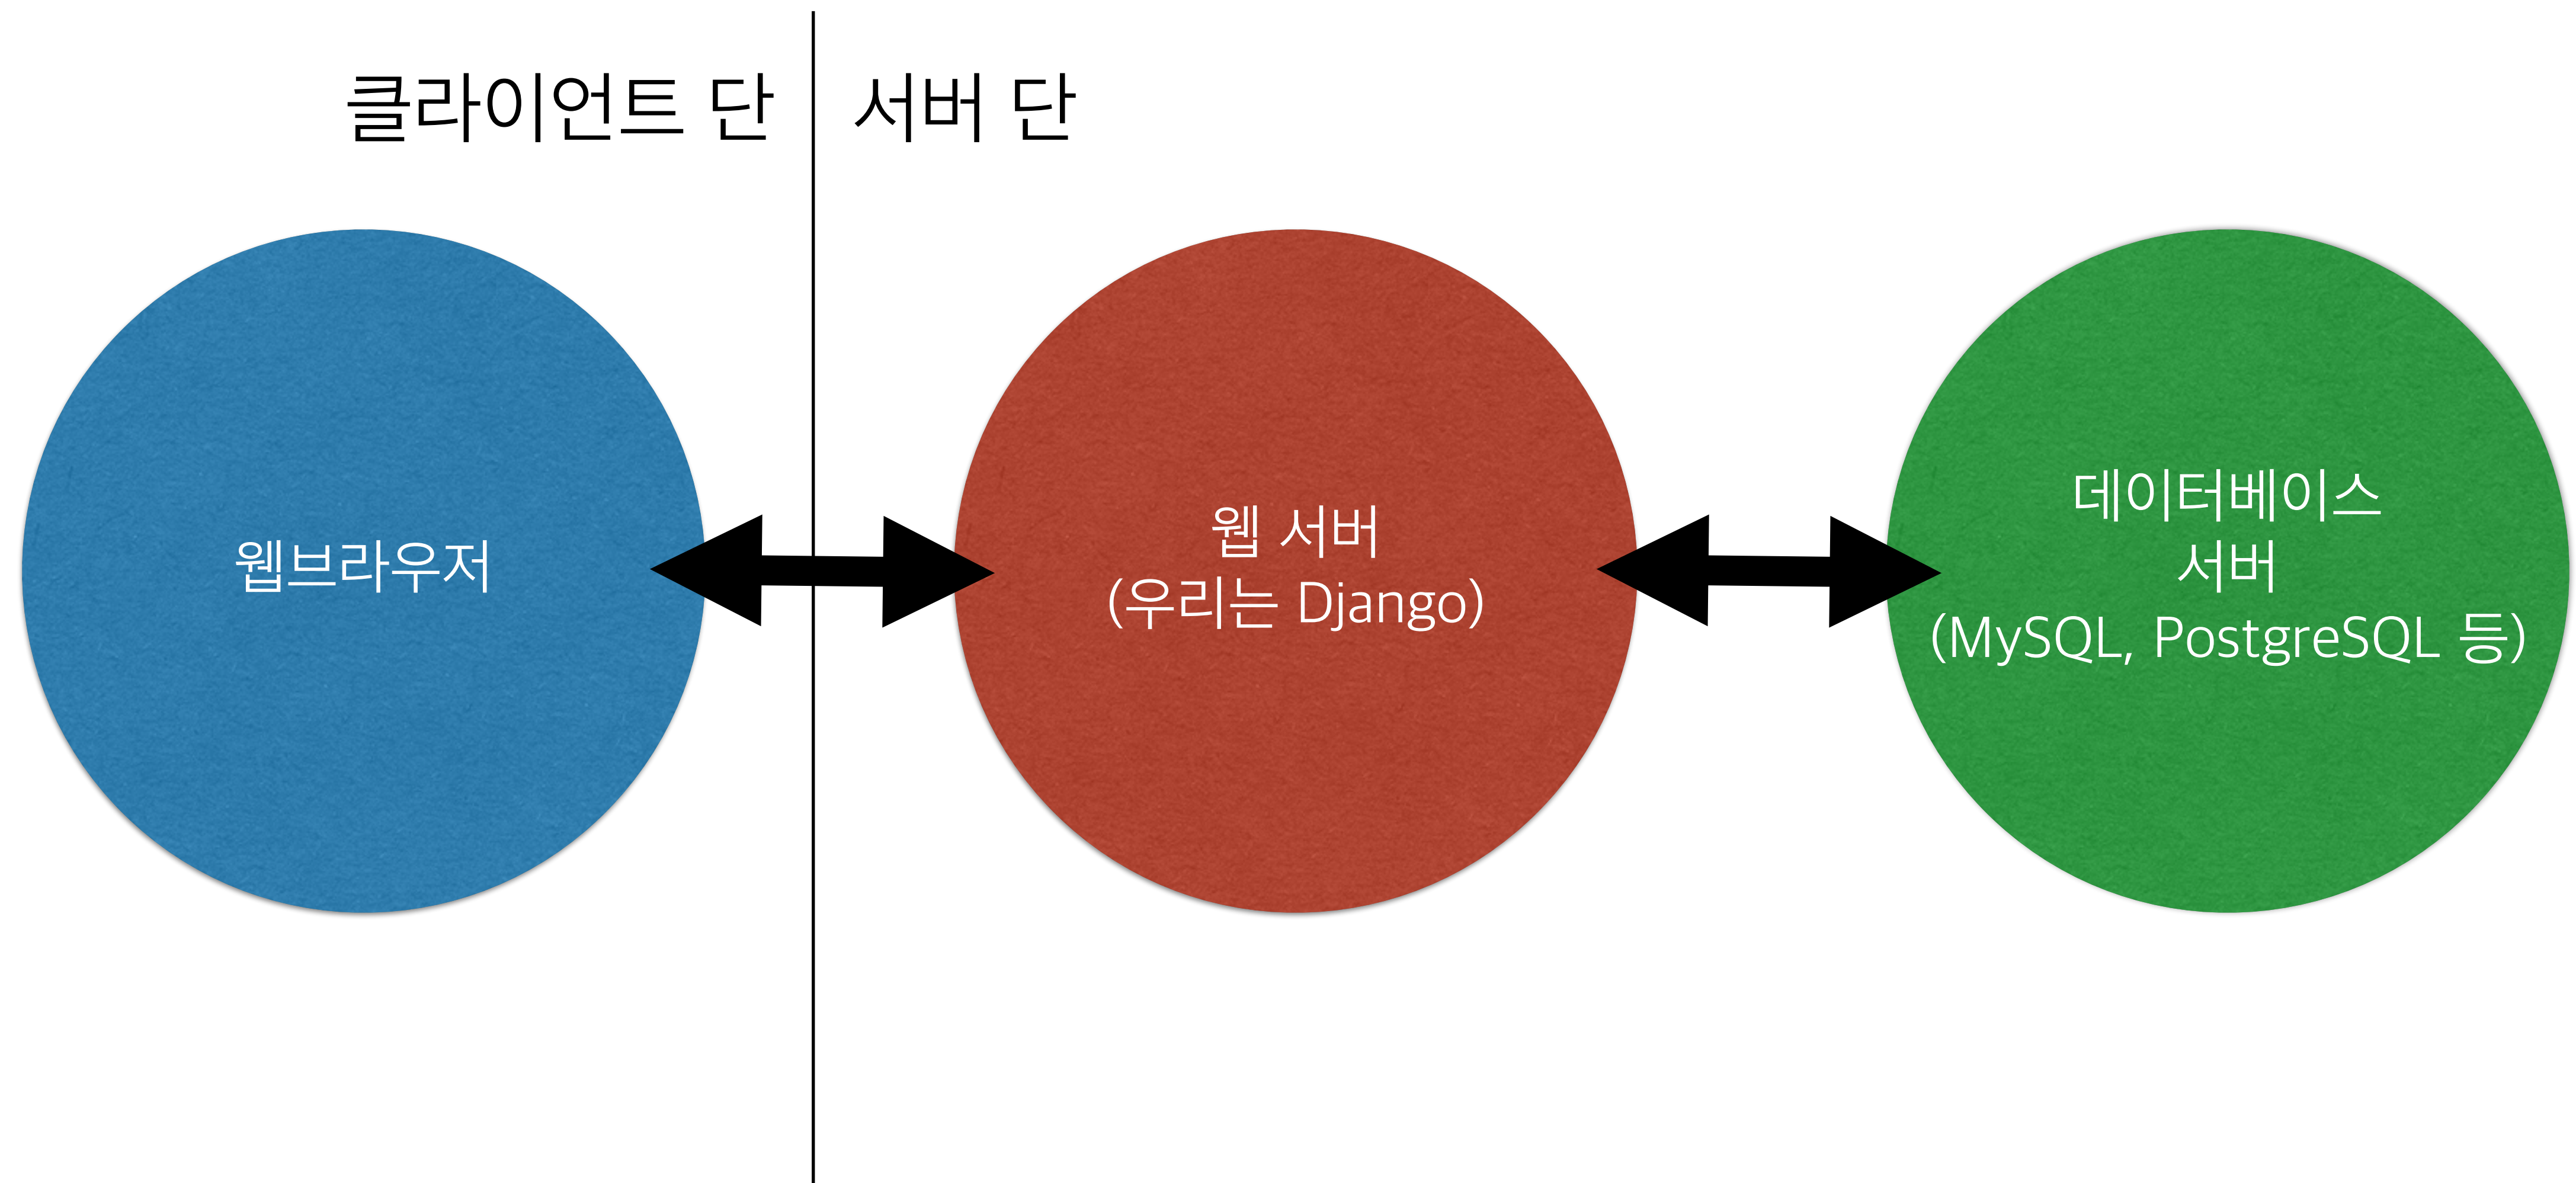 클라이언트 단
서버 단
웹브라우저
웹 서버
(우리는 Django)
데이터베이스
서버
(MySQL, PostgreSQL 등)